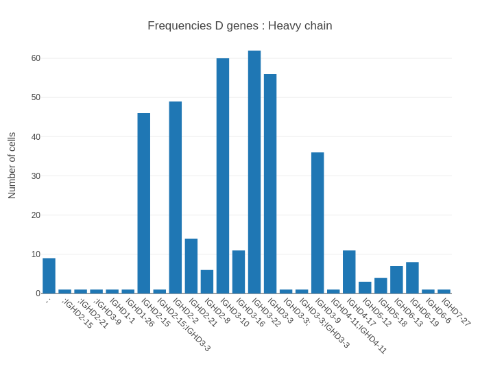 Frequencies D genes : Heavy chain
Number of cells
60
50
40
30
20
10
0
;
;IGHD2-15
;IGHD2-21
;IGHD3-9
IGHD1-1
IGHD1-26
IGHD2-15
IGHD2-15;IGHD3-3
IGHD2-2
IGHD2-21
IGHD2-8
IGHD3-10
IGHD3-16
IGHD3-22
IGHD3-3
IGHD3-3;
IGHD3-3;IGHD3-3
IGHD3-9
IGHD4-11;IGHD4-11
IGHD4-17
IGHD5-12
IGHD5-18
IGHD6-13
IGHD6-19
IGHD6-6
IGHD7-27